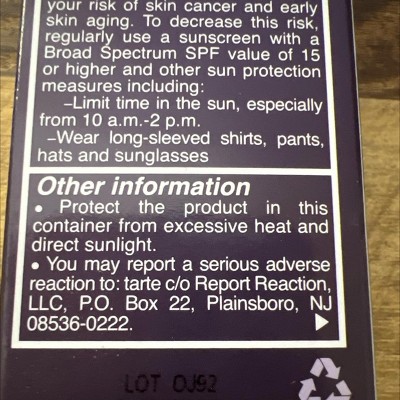 your risk of skin cancer and early
skin aging. To decrease this risk,
regularly use a sunscreen with a
Broad Spectrum SPF value of 15
or higher and other sun protection
measures including:
–Limit time in the sun, especially
from 10 a.m.-2 p.m.
–Wear long-sleeved shirts, pants,
hats and sunglasses
Other information
• Protect the product in this
container from excessive heat and
direct sunlight.
• You may report a serious adverse
reaction to: tarte c/o Report Reaction,
LLC, P.O. Box 22, Plainsboro, NJ
08536-0222.
LOT OJ92